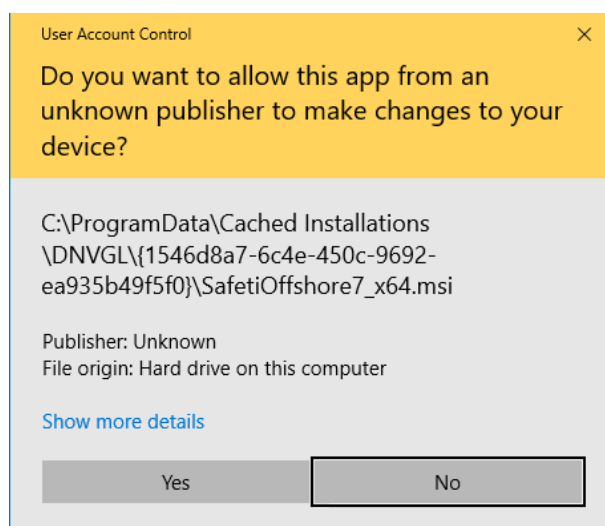 User Account Control
Do you want to allow this app from an
unknown publisher to make changes to your
device?
C:\ProgramData\Cached Installations
\DNVGL\{1546d8a7-6c4e-450c-9692-
ea935b49f5f0}\SafetiOffshore7_x64.msi
Publisher: Unknown
File origin: Hard drive on this computer
Show more details
Yes
No